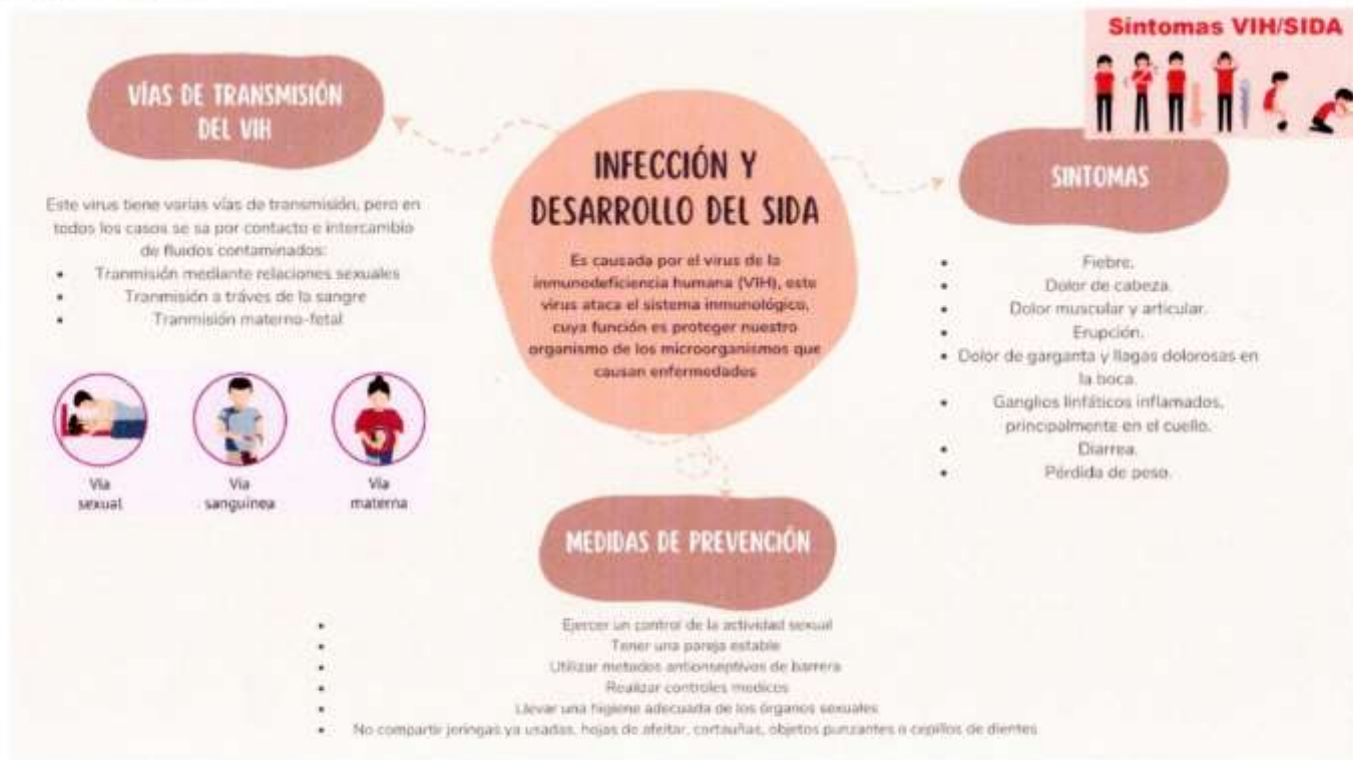 Síntomas VIH/SIDA
VÍAS DE TRANSMISIÓN
DEL VIH
Este virus tiene varias vías de transmisión, pero en
todos los casos se sa por contacto e intercambio
de fluidos contaminados:
• Tranmisión mediante relaciones sexuales
• Tranmisión a tráves de la sangre
• Tranmisión materno-fetal
Vía
sexual
Vía
sanguínea
Vía
materna
INFECCIÓN Y
DESARROLLO DEL SIDA
Es causada por el virus de la
inmunodeficiencia humana (VIH), este
virus ataca el sistema inmunológico,
cuya función es proteger nuestro
organismo de los microorganismos que
causan enfermedades
SINTOMAS
• Fiebre.
• Dolor de cabeza.
• Dolor muscular y articular.
• Erupción.
• Dolor de garganta y llagas dolorosas en
la boca.
• Ganglios linfáticos inflamados,
principalmente en el cuello.
• Diarrea.
• Pérdida de peso.
MEDIDAS DE PREVENCIÓN
• Ejercer un control de la actividad sexual
• Tener una pareja estable
• Utilizar metodos antionseptivos de barrera
• Realizar controles medicos
• Llevar una higiene adecuada de los órganos sexuales
• No compartir jeringas ya usadas, hojas de afeitar, cortauñas, objetos punzantes o cepillos de dientes